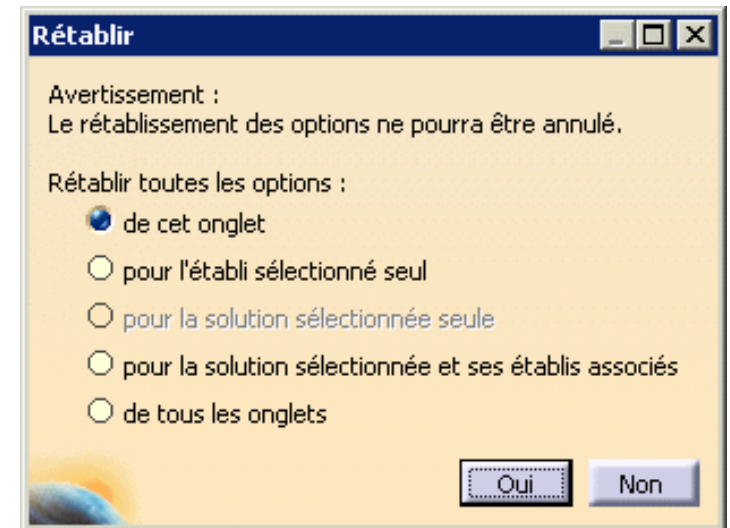 Rétablir
Avertissement :
Le rétablissement des options ne pourra être annulé.
Rétablir toutes les options :
de cet onglet
pour l'établi sélectionné seul
pour la solution sélectionnée seule
pour la solution sélectionnée et ses établis associés
de tous les onglets
Oui
Non